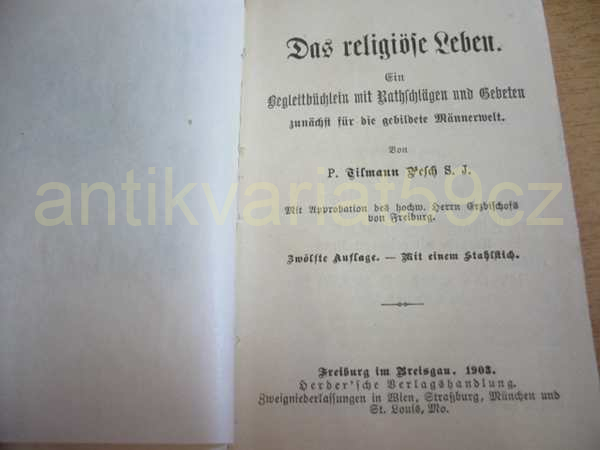 Das religiöse Leben.
Ein
Begleitbüchlein mit Rathschlägen und Gebeten
zunächst für die gebildete Männerwelt.
Von
P. Tilmann Pesch S. J.
antikvariat59cz
Mit Approbation des hochw. Herrn Erzbischofs
von Freiburg.
Zwölfte Auflage. — Mit einem Stahlstich.
Freiburg im Breisgau. 1903.
Herder'sche Verlagshandlung.
Zweigniederlassungen in Wien, Straßburg, München und
St. Louis, Mo.